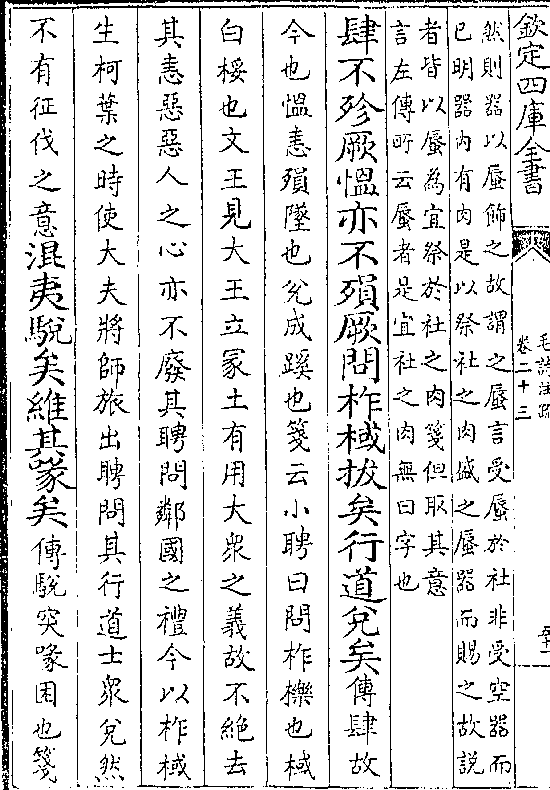 欽定四庫全書
毛詩注疏
卷二十三
然則器以蜃飾之故謂之蜃言受蜃於社非受空器而
已明器内有肉是以祭社之肉盛之蜃器而賜之故説
者皆以蜃為宜祭於社之肉箋但取其意
言左傳所云蜃者是宜社之肉無曰字也
肆不殄厥愠亦不殞厥問柞棫拔矣行道兌矣傳肆故
今也愠恚殞墜也兌成蹊也箋云小聘曰問柞櫟也棫
白桵也文王見大王立冢土有用大衆之義故不絶去
其恚惡惡人之心亦不廢其聘問鄰國之禮今以柞棫
生柯葉之時使大夫將師旅出聘問其行道士衆兌然
不有征伐之意混夷駾矣維其喙矣傳駾突喙困也箋